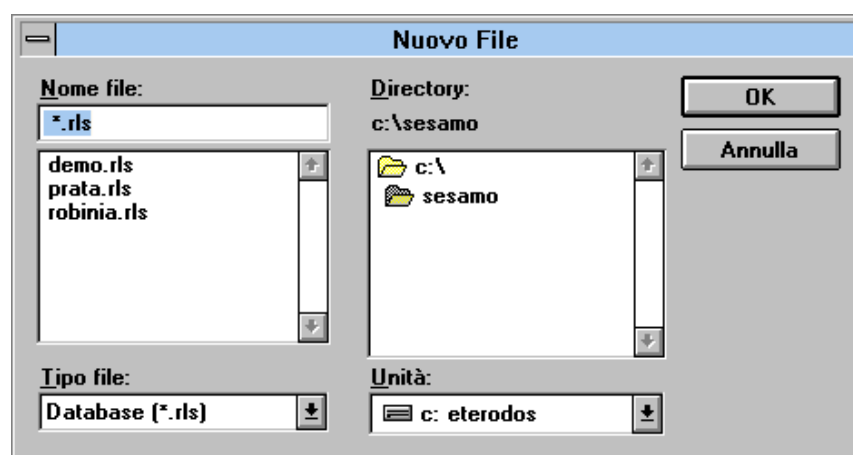 Nuovo File
Nome file:
*.rls
demo.rls
prata.rls
robinia.rls
Tipo file:
Database (*.rls)
Directory:
c:\sesamo
c:\
sesamo
Unità:
c: eterodos
OK
Annulla